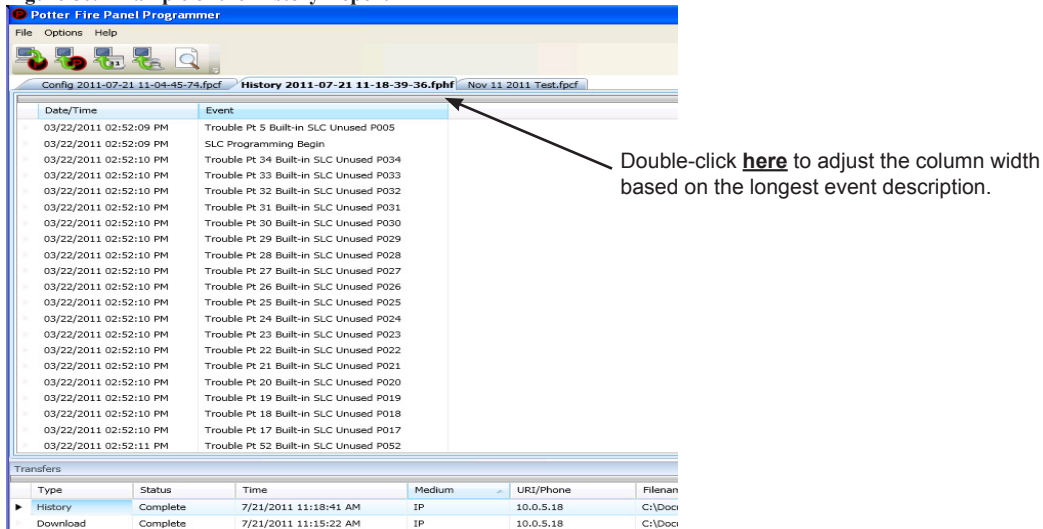 Potter Fire Panel Programmer
File Options Help
Config 2011-07-21 11-04-45-74.fpcf History 2011-07-21 11-18-39-36.fphf Nov 11 2011 Test.fpcf
Date/Time Event
03/22/2011 02:52:09 PM Trouble Pt 5 Built-in SLC Unused P005
03/22/2011 02:52:09 PM SLC Programming Begin
03/22/2011 02:52:10 PM Trouble Pt 34 Built-in SLC Unused P034
03/22/2011 02:52:10 PM Trouble Pt 33 Built-in SLC Unused P033
03/22/2011 02:52:10 PM Trouble Pt 32 Built-in SLC Unused P032
03/22/2011 02:52:10 PM Trouble Pt 31 Built-in SLC Unused P031
03/22/2011 02:52:10 PM Trouble Pt 30 Built-in SLC Unused P030
03/22/2011 02:52:10 PM Trouble Pt 29 Built-in SLC Unused P029
03/22/2011 02:52:10 PM Trouble Pt 28 Built-in SLC Unused P028
03/22/2011 02:52:10 PM Trouble Pt 27 Built-in SLC Unused P027
03/22/2011 02:52:10 PM Trouble Pt 26 Built-in SLC Unused P026
03/22/2011 02:52:10 PM Trouble Pt 25 Built-in SLC Unused P025
03/22/2011 02:52:10 PM Trouble Pt 24 Built-in SLC Unused P024
03/22/2011 02:52:10 PM Trouble Pt 23 Built-in SLC Unused P023
03/22/2011 02:52:10 PM Trouble Pt 22 Built-in SLC Unused P022
03/22/2011 02:52:10 PM Trouble Pt 21 Built-in SLC Unused P021
03/22/2011 02:52:10 PM Trouble Pt 20 Built-in SLC Unused P020
03/22/2011 02:52:10 PM Trouble Pt 19 Built-in SLC Unused P019
03/22/2011 02:52:10 PM Trouble Pt 18 Built-in SLC Unused P018
03/22/2011 02:52:10 PM Trouble Pt 17 Built-in SLC Unused P017
03/22/2011 02:52:11 PM Trouble Pt 52 Built-in SLC Unused P052
Double-click here to adjust the column width
based on the longest event description.
Transfers
Type Status Time Medium URI/Phone
History Complete 7/21/2011 11:18:41 AM IP 10.0.5.18
Download Complete 7/21/2011 11:15:22 AM IP 10.0.5.18